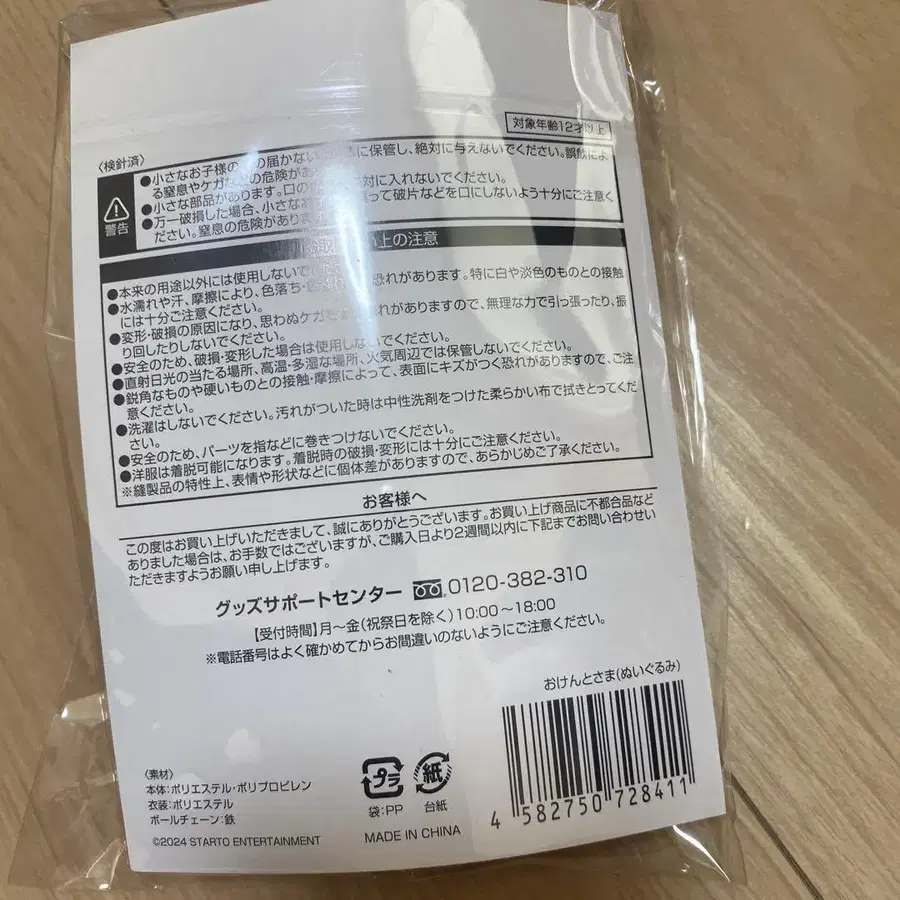 対象年齢12才以上
〈検針済〉
警告
●小さなお子様の の届かない に保管し、絶対に与えないでください。誤飲によ
る窒息やケガなどの危険があ
●小さな部品があります。口の 対に入れないでください。
●万一破損した場合、小さなお って破片などを口にしないよう十分にご注意く
ださい。窒息の危険があり
取 い上の注意
●本来の用途以外には使用しないで
●水濡れや汗、摩擦により、色落ち・ 恐れがあります。特に白や淡色のものとの接触
には十分ご注意ください。
●変形・破損の原因になり、思わぬケガ れがありますので、無理な力で引っ張ったり、振
り回したりしないでください。
●安全のため、破損・変形した場合は使用しないでください。
●直射日光の当たる場所、高温・多湿な場所、火気周辺では保管しないでください。
●鋭角なものや硬いものとの接触・摩擦によって、表面にキズがつく恐れがありますので、ご注
意ください。
●洗濯はしないでください。汚れがついた時は中性洗剤をつけた柔らかい布で拭きとってくだ
さい。
●安全のため、パーツを指などに巻きつけないでください。
●洋服は着脱可能になります。着脱時の破損・変形には十分にご注意ください。
※縫製品の特性上、表情や形状などに個体差がありますので、あらかじめご了承ください。
お客様へ
この度はお買い上げいただきまして、誠にありがとうございます。お買い上げ商品に不都合品など
ありました場合は、お手数ではございますが、ご購入日より2週間以内に下記までお問い合わせい
ただきますようお願い申し上げます。
グッズサポートセンター 0120-382-310
【受付時間】月〜金(祝祭日を除く)10:00〜18:00
※電話番号はよく確かめてからお間違いのないようにご注意ください。
おけんとさま(ぬいぐるみ)
4 582750 728411
〈素材〉
本体:ポリエステル・ポリプロピレン
衣装:ポリエステル
ボールチェーン:鉄
©2024 STARTO ENTERTAINMENT
プラ
袋:PP
紙
台紙
MADE IN CHINA